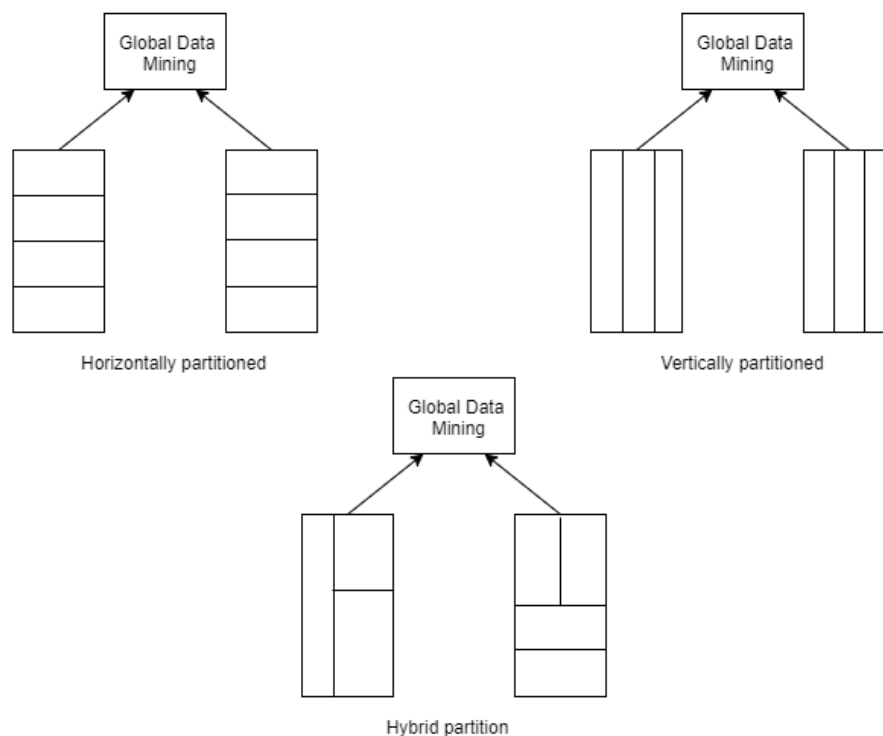 Global Data
Mining
Global Data
Mining
Horizontally partitioned
Vertically partitioned
Global Data
Mining
Hybrid partition